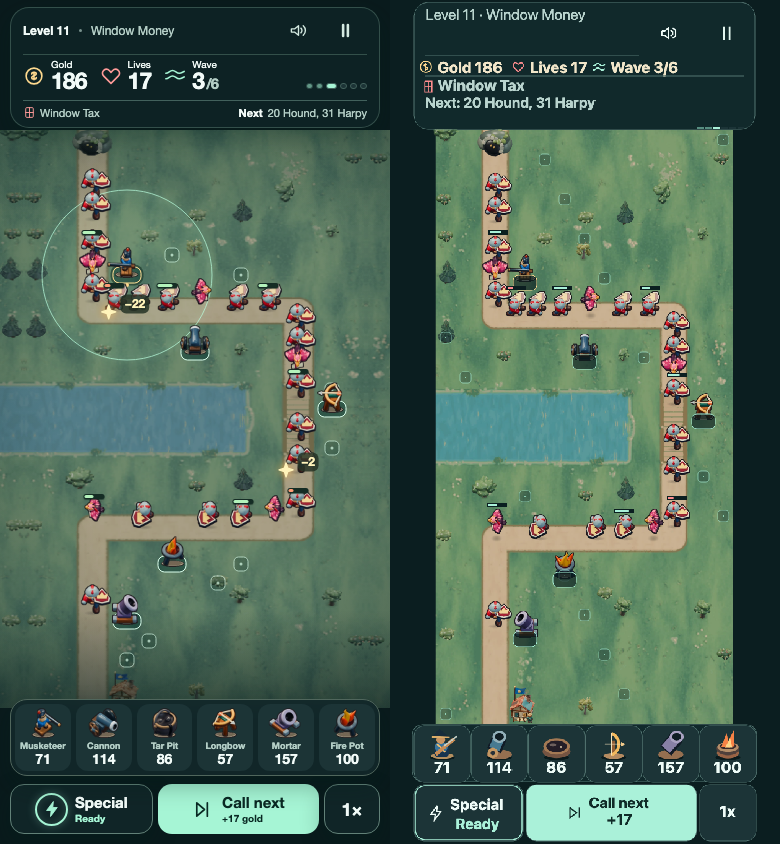 Level 11 · Window Money
Gold
186
Lives
17
Wave
3/6
Window Tax
Next 20 Hound, 31 Harpy
-22
-2
Musketeer
71
Cannon
114
Tar Pit
86
Longbow
57
Mortar
157
Fire Pot
100
Special
Ready
Call next
+17 gold
1×
Level 11 · Window Money
Gold 186 Lives 17 Wave 3/6
Window Tax
Next: 20 Hound, 31 Harpy
71 114 86 57 157 100
Special
Ready
Call next
+17
1x